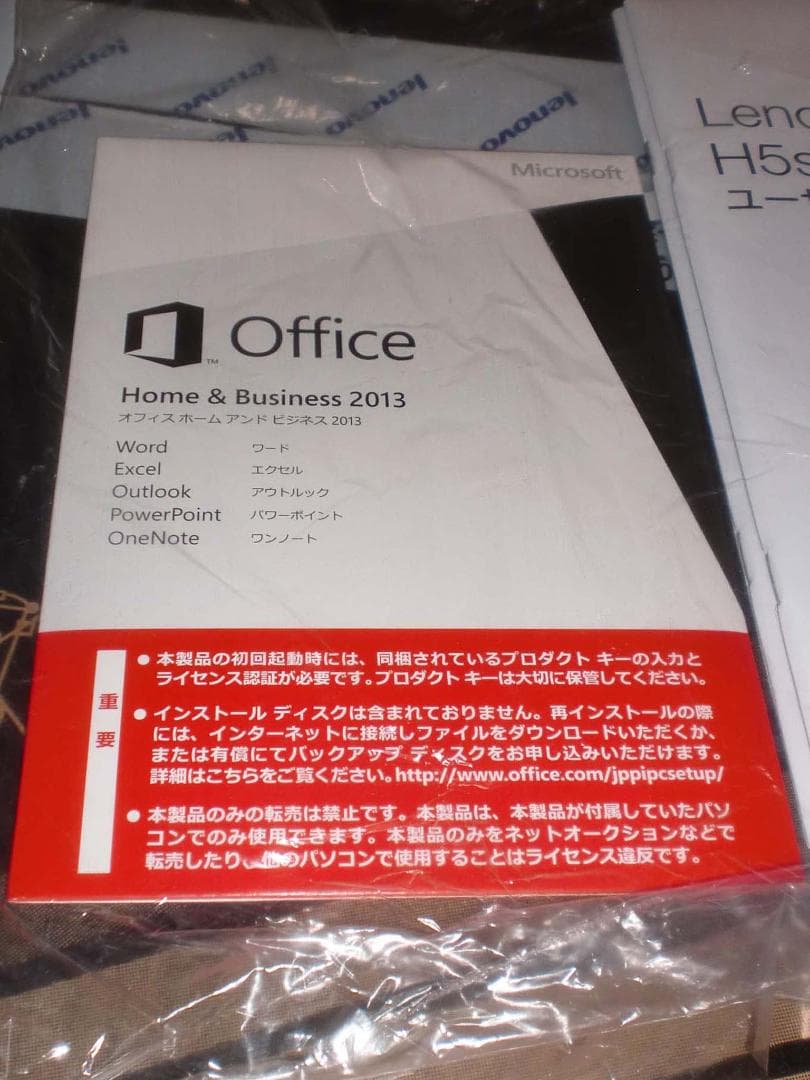 lenovo
lenovo
lenovo
lenovo
lenovo
Microsoft
Lenovo
H5s
ユーザ
Office
™
Home & Business 2013
オフィス ホーム アンド ビジネス 2013
Word ワード
Excel エクセル
Outlook アウトルック
PowerPoint パワーポイント
OneNote ワンノート
重要
● 本製品の初回起動時には、同梱されているプロダクト キーの入力と
ライセンス認証が必要です。プロダクト キーは大切に保管してください。
● インストール ディスクは含まれておりません。再インストールの際
には、インターネットに接続しファイルをダウンロードいただくか、
または有償にてバックアップ ディスクをお申し込みいただけます。
詳細はこちらをご覧ください。http://www.office.com/jppipcsetup/
● 本製品のみの転売は禁止です。本製品は、本製品が付属していたパソ
コンでのみ使用できます。本製品のみをネットオークションなどで
転売したり、他のパソコンで使用することはライセンス違反です。